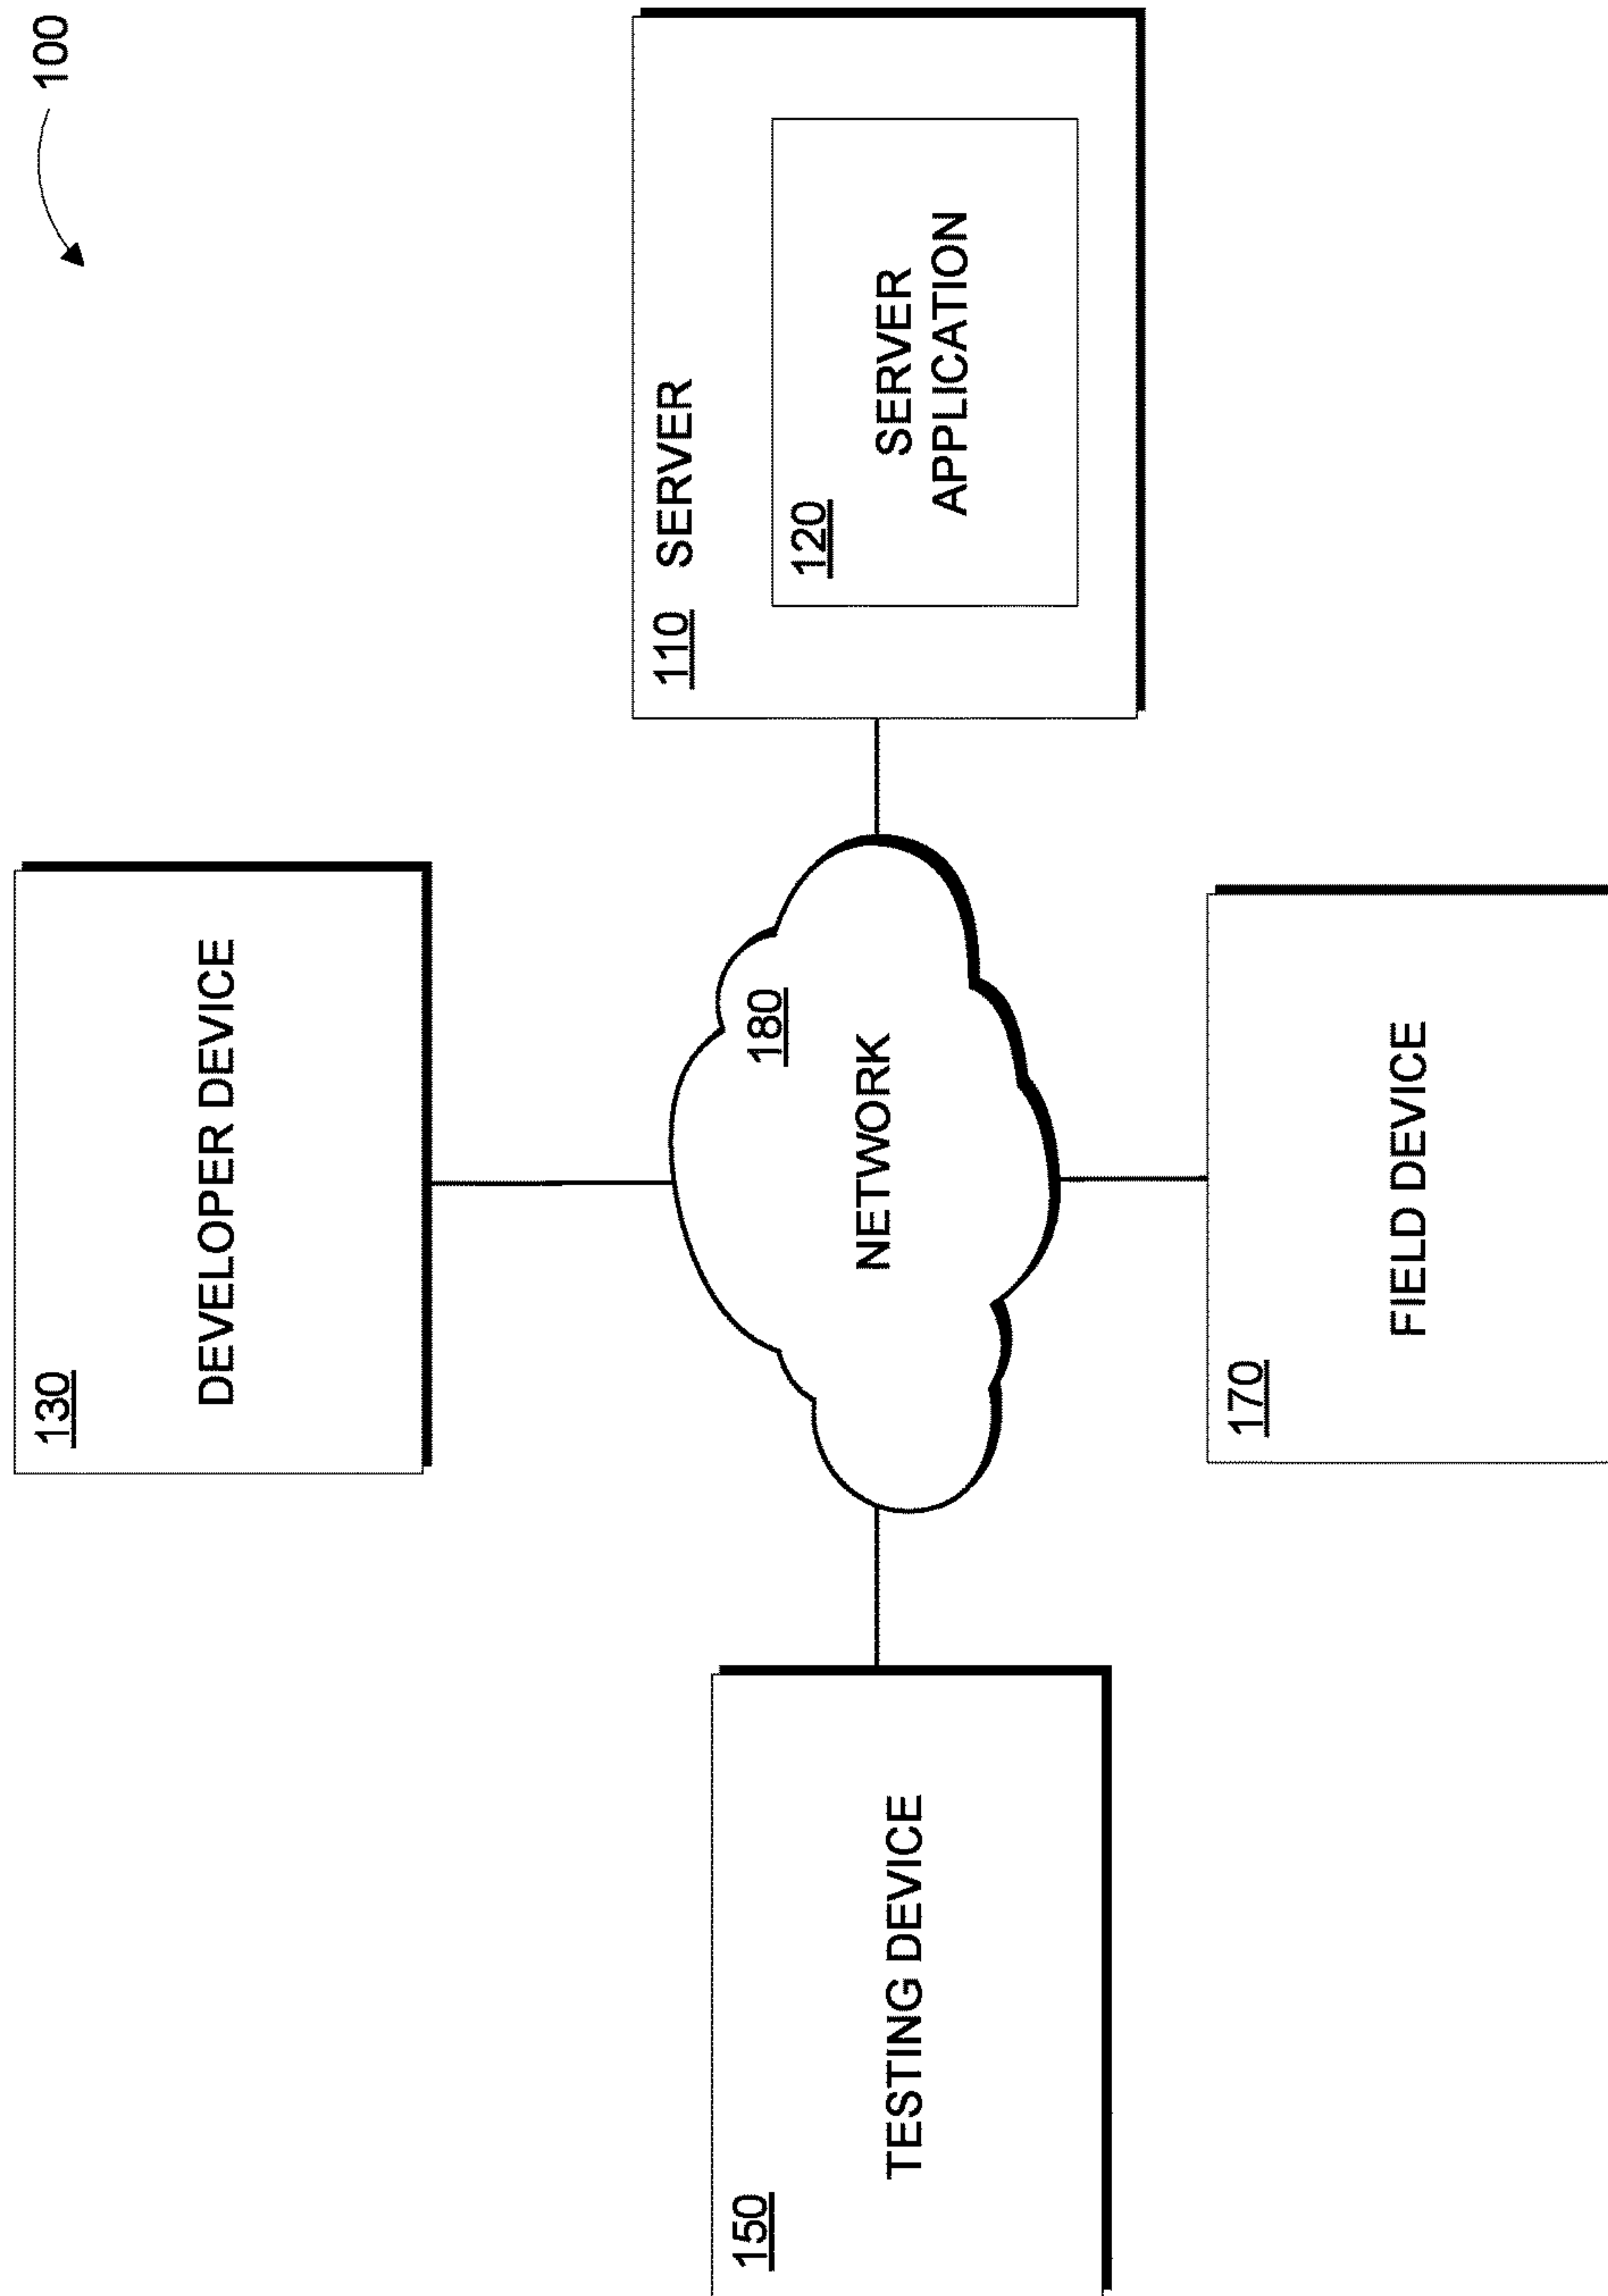 100
130
DEVELOPER DEVICE
150
TESTING DEVICE
180
NETWORK
110 SERVER
120
SERVER
APPLICATION
170
FIELD DEVICE